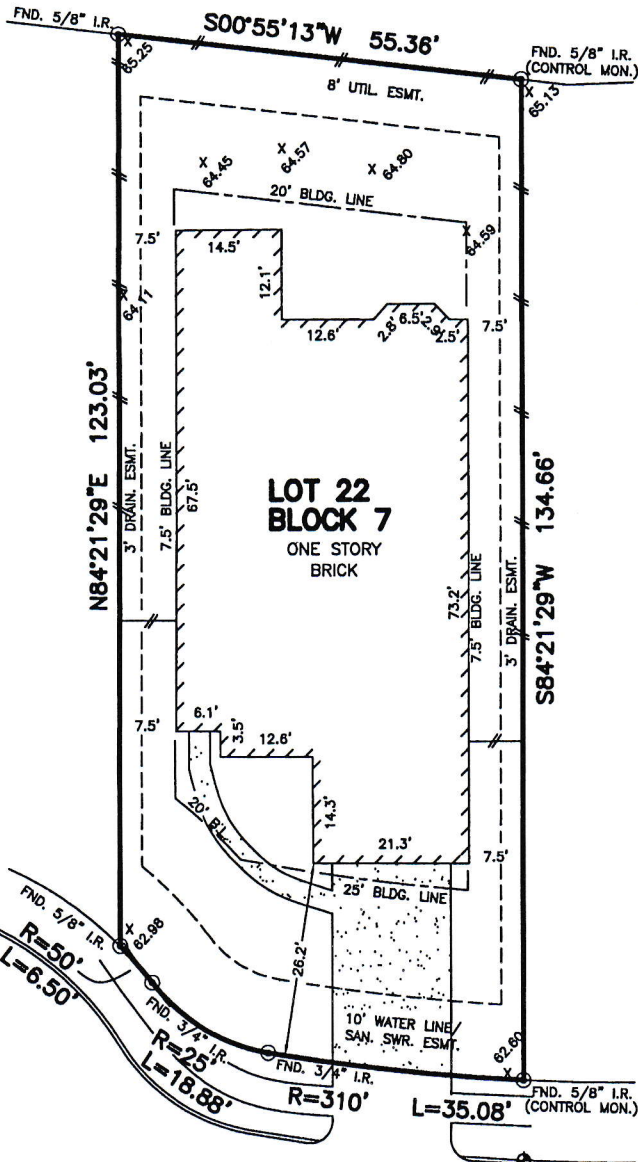 FND. 5/8" I.R.
S00°55'13"W 55.36'
FND. 5/8" I.R.
(CONTROL MON.)
65.25
65.13
8' UTIL. ESMT.
64.45
64.57
64.80
20' BLDG. LINE
64.59
7.5'
14.5'
12.1'
64.11
12.6'
2.8'
6.5'
2.9'
2.5'
7.5'
N84°21'29"E 123.03'
3' DRAIN. ESMT.
7.5' BLDG. LINE
67.5'
LOT 22
BLOCK 7
ONE STORY
BRICK
73.2'
7.5' BLDG. LINE
3' DRAIN. ESMT.
S84°21'29"W 134.66'
7.5'
6.1'
3.5'
12.6'
20' B.L.
14.3'
21.3'
7.5'
25' BLDG. LINE
FND. 5/8" I.R.
62.98
R=50'
L=6.50'
26.2'
FND. 3/4" I.R.
R=25'
L=18.88'
10' WATER LINE/
SAN. SWR. ESMT.
62.60
FND. 3/4" I.R.
R=310'
L=35.08'
FND. 5/8" I.R.
(CONTROL MON.)